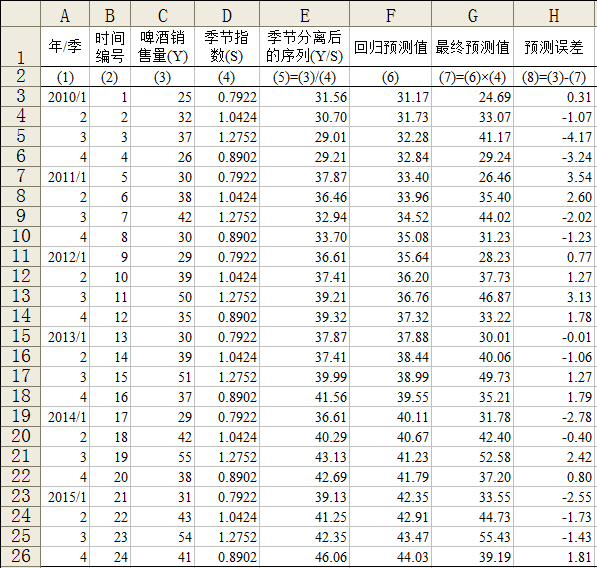 A B C D E F G H
1 年/季 时间编号 啤酒销售量(Y) 季节指数(S) 季节分离后的序列(Y/S) 回归预测值 最终预测值 预测误差
2 (1) (2) (3) (4) (5)=(3)/(4) (6) (7)=(6)×(4) (8)=(3)-(7)
3 2010/1 1 25 0.7922 31.56 31.17 24.69 0.31
4 2 2 32 1.0424 30.70 31.73 33.07 -1.07
5 3 3 37 1.2752 29.01 32.28 41.17 -4.17
6 4 4 26 0.8902 29.21 32.84 29.24 -3.24
7 2011/1 5 30 0.7922 37.87 33.40 26.46 3.54
8 2 6 38 1.0424 36.46 33.96 35.40 2.60
9 3 7 42 1.2752 32.94 34.52 44.02 -2.02
10 4 8 30 0.8902 33.70 35.08 31.23 -1.23
11 2012/1 9 29 0.7922 36.61 35.64 28.23 0.77
12 2 10 39 1.0424 37.41 36.20 37.73 1.27
13 3 11 50 1.2752 39.21 36.76 46.87 3.13
14 4 12 35 0.8902 39.32 37.32 33.22 1.78
15 2013/1 13 30 0.7922 37.87 37.88 30.01 -0.01
16 2 14 39 1.0424 37.41 38.44 40.06 -1.06
17 3 15 51 1.2752 39.99 38.99 49.73 1.27
18 4 16 37 0.8902 41.56 39.55 35.21 1.79
19 2014/1 17 29 0.7922 36.61 40.11 31.78 -2.78
20 2 18 42 1.0424 40.29 40.67 42.40 -0.40
21 3 19 55 1.2752 43.13 41.23 52.58 2.42
22 4 20 38 0.8902 42.69 41.79 37.20 0.80
23 2015/1 21 31 0.7922 39.13 42.35 33.55 -2.55
24 2 22 43 1.0424 41.25 42.91 44.73 -1.73
25 3 23 54 1.2752 42.35 43.47 55.43 -1.43
26 4 24 41 0.8902 46.06 44.03 39.19 1.81